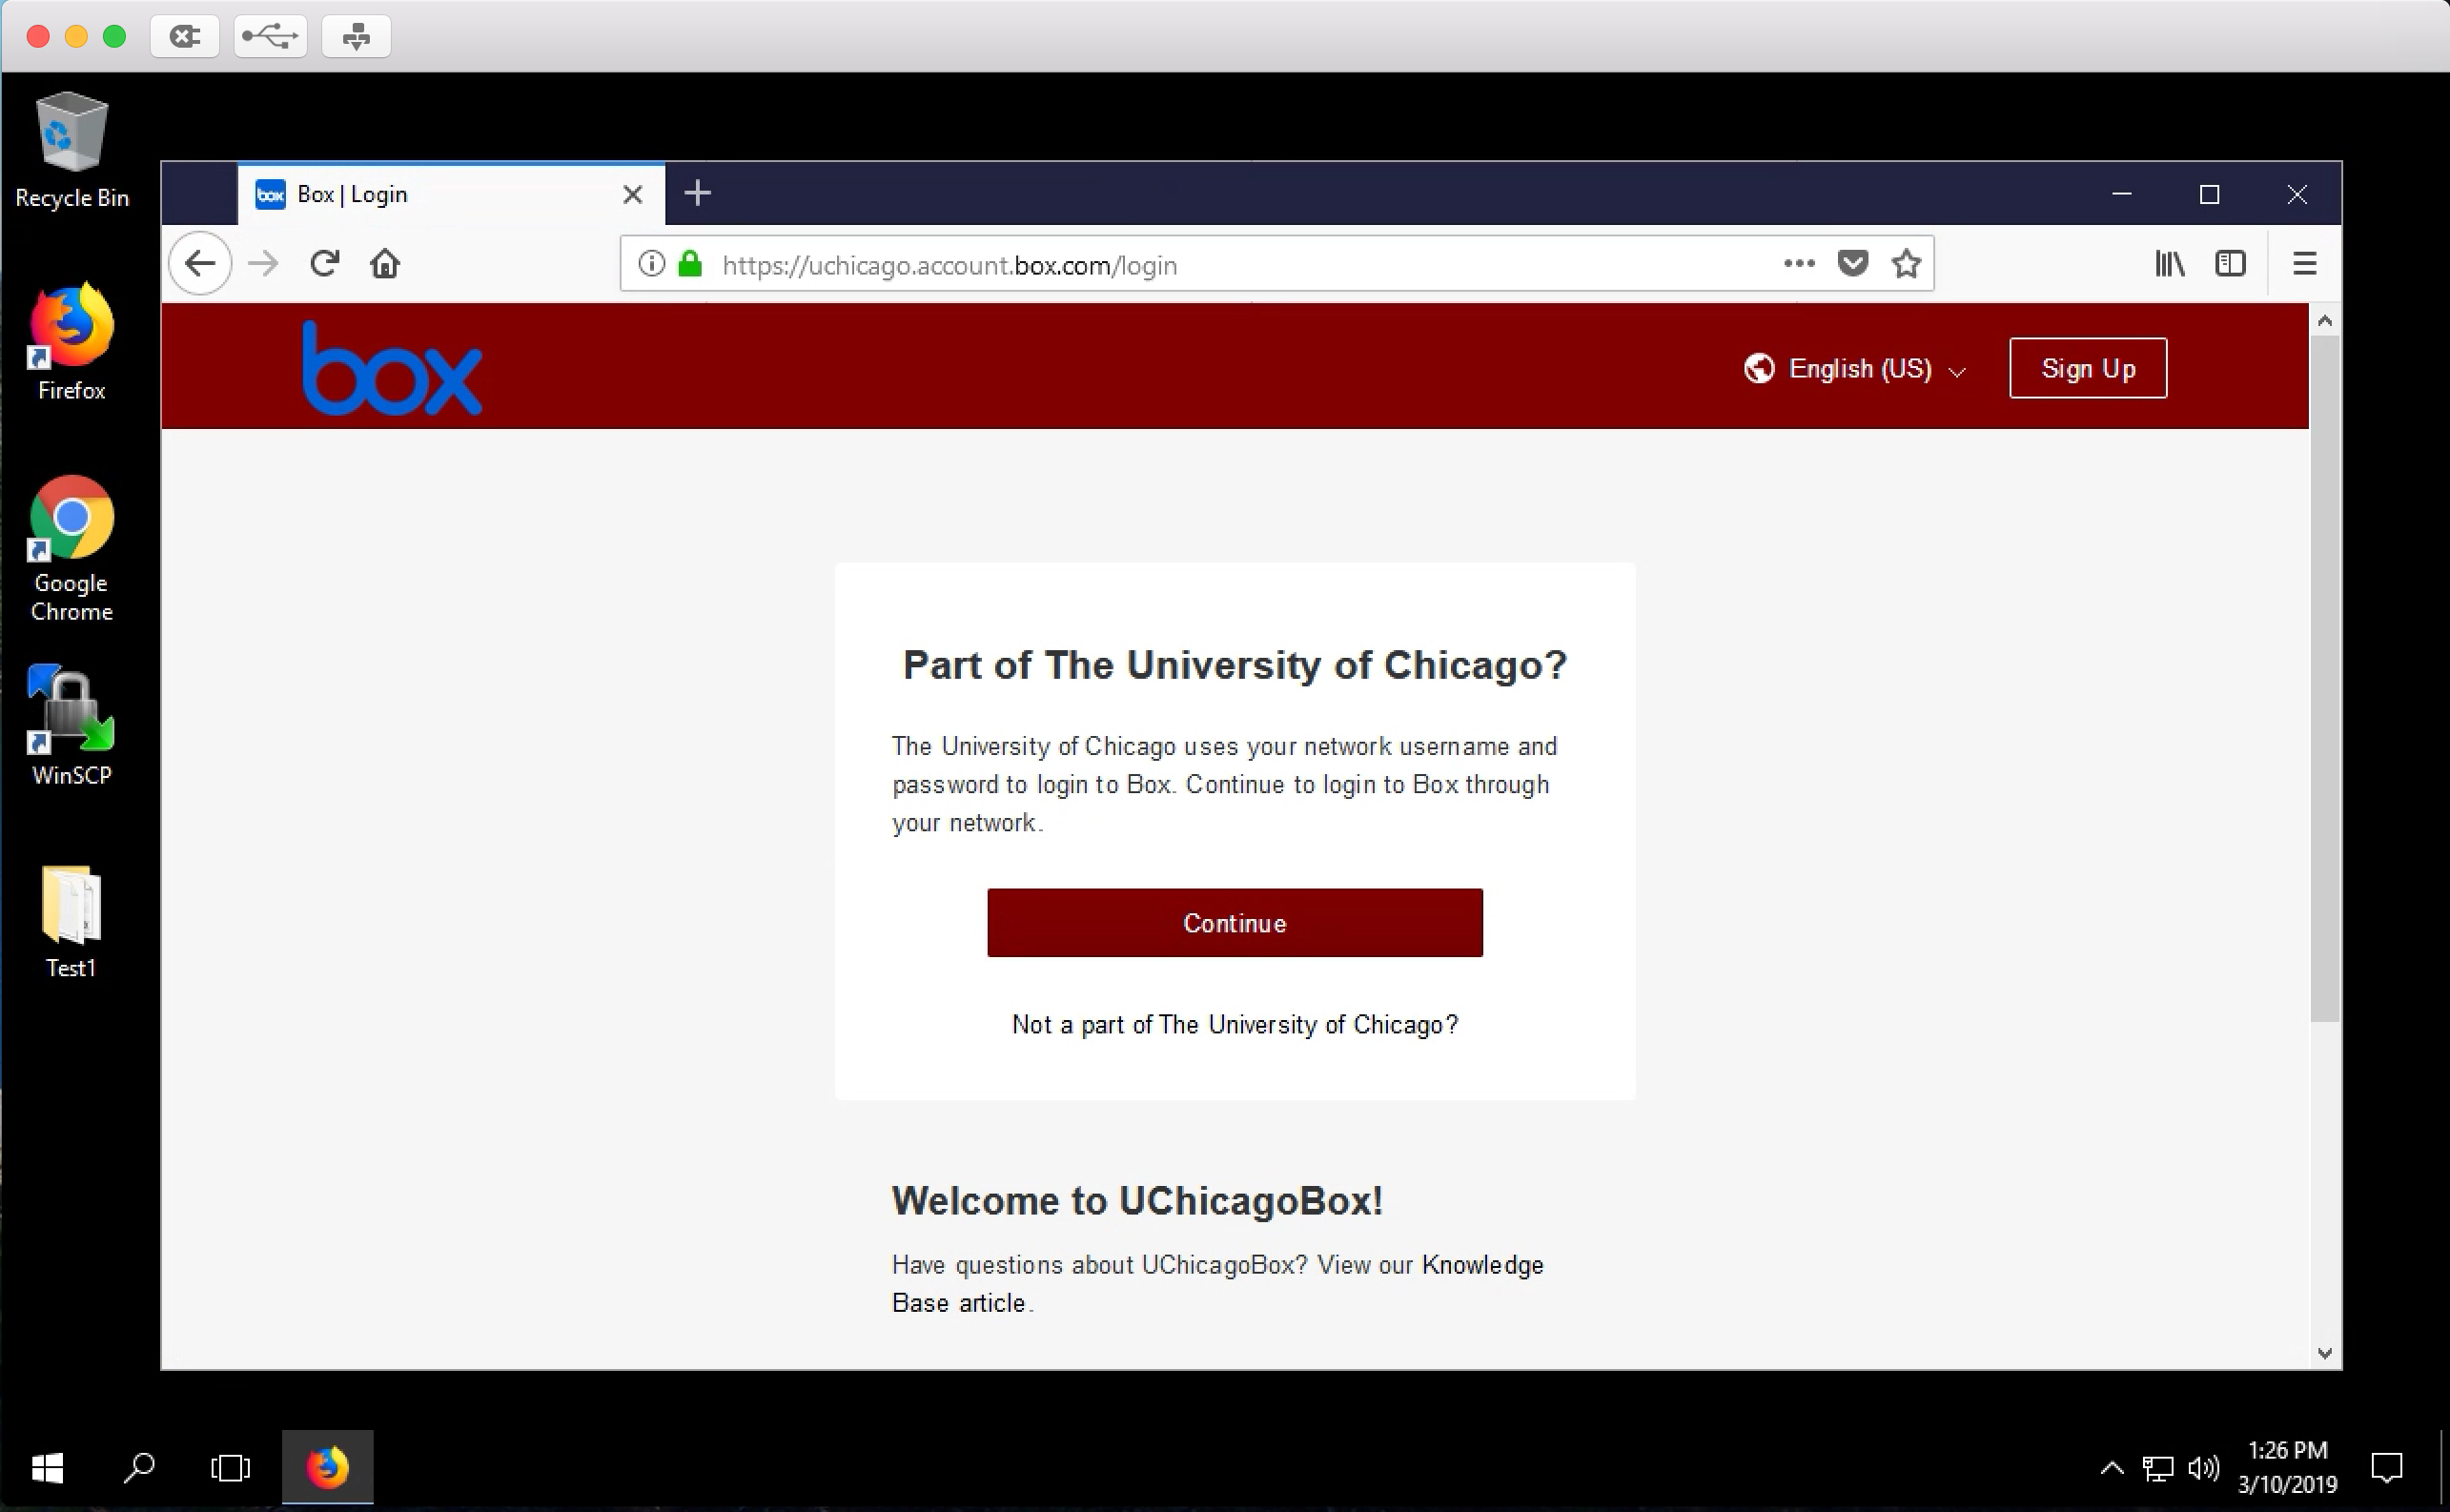 Recycle Bin
Firefox
Google
Chrome
WinSCP
Test1
box
Box | Login
https://uchicago.account.box.com/login
box
English (US)
Sign Up
Part of The University of Chicago?
The University of Chicago uses your network username and
password to login to Box. Continue to login to Box through
your network.
Continue
Not a part of The University of Chicago?
Welcome to UChicagoBox!
Have questions about UChicagoBox? View our Knowledge
Base article.
1:26 PM
3/10/2019